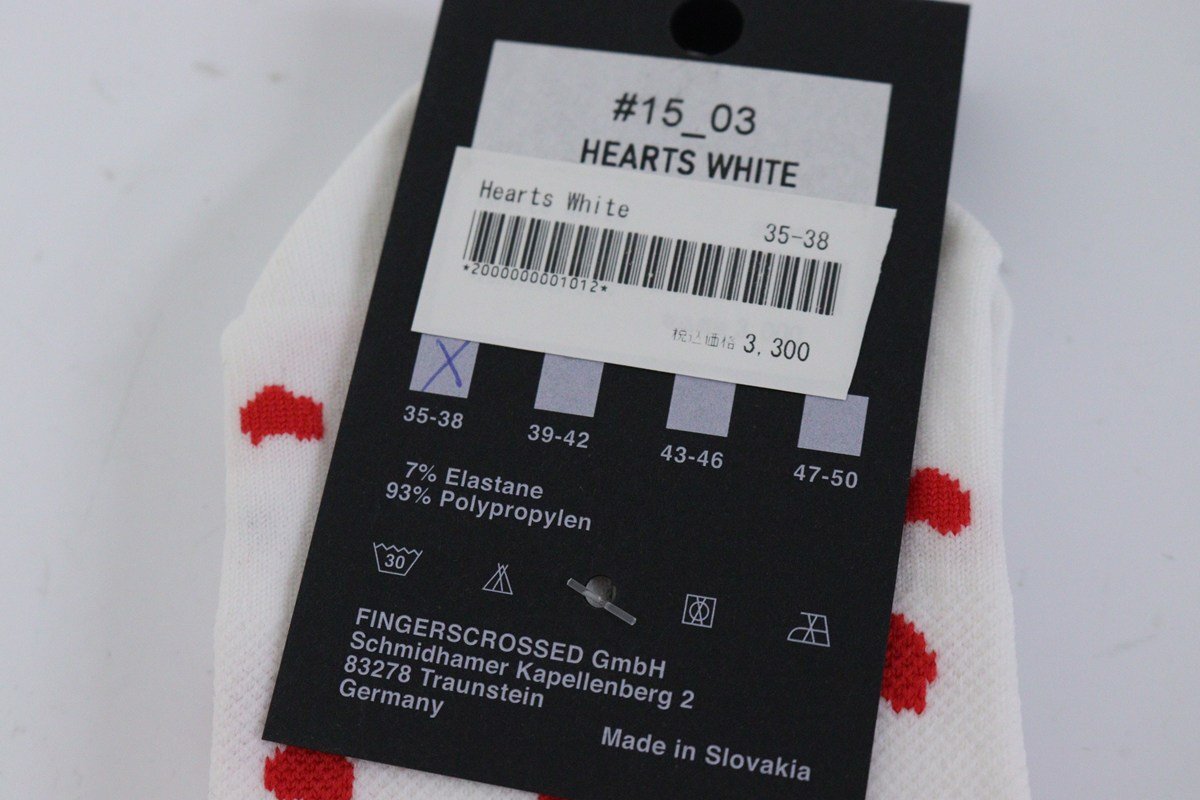 #15_03
HEARTS WHITE
Hearts White
35-38
*2000000001012*
税込価格 3,300
X
35-38
39-42
43-46
47-50
7% Elastane
93% Polypropylen
30
FINGERSCROSSED GmbH
Schmidhamer Kapellenberg 2
83278 Traunstein
Germany
Made in Slovakia